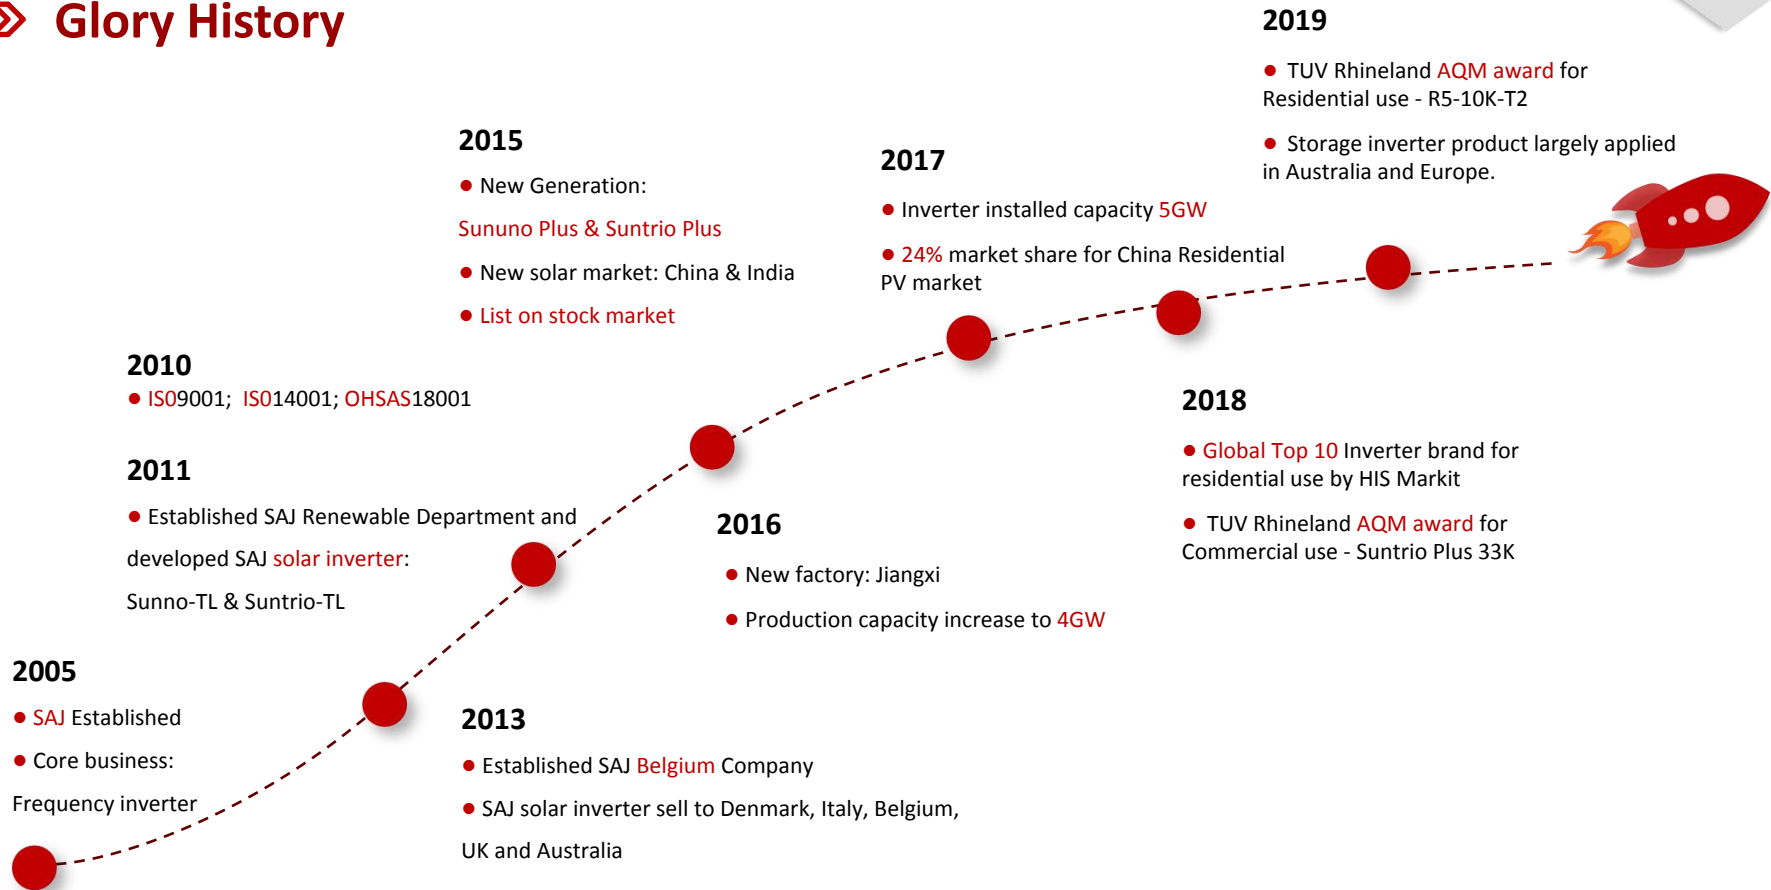 Glory History
2005
● SAJ Established
● Core business:
Frequency inverter
2010
● IS09001; IS014001; OHSAS18001
2011
● Established SAJ Renewable Department and
developed SAJ solar inverter:
Sunno-TL & Suntrio-TL
2013
● Established SAJ Belgium Company
● SAJ solar inverter sell to Denmark, Italy, Belgium,
UK and Australia
2015
● New Generation:
Sununo Plus & Suntrio Plus
● New solar market: China & India
● List on stock market
2016
● New factory: Jiangxi
● Production capacity increase to 4GW
2017
● Inverter installed capacity 5GW
● 24% market share for China Residential
PV market
2018
● Global Top 10 Inverter brand for
residential use by HIS Markit
● TUV Rhineland AQM award for
Commercial use - Suntrio Plus 33K
2019
● TUV Rhineland AQM award for
Residential use - R5-10K-T2
● Storage inverter product largely applied
in Australia and Europe.